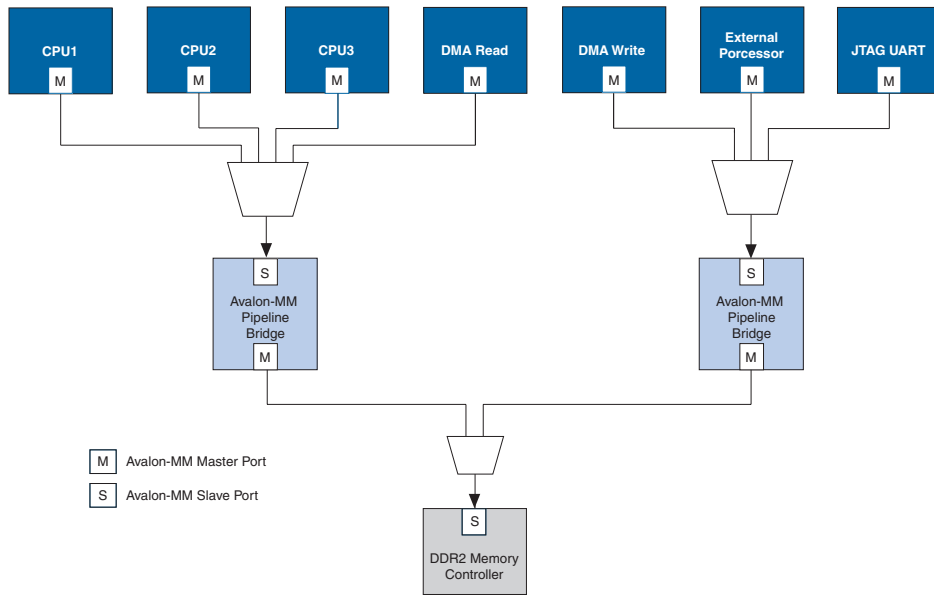 CPU1
M
CPU2
M
CPU3
M
DMA Read
M
DMA Write
M
External
Porcessor
M
JTAG UART
M
S
Avalon-MM
Pipeline
Bridge
M
S
Avalon-MM
Pipeline
Bridge
M
M Avalon-MM Master Port
S Avalon-MM Slave Port
S
DDR2 Memory
Controller